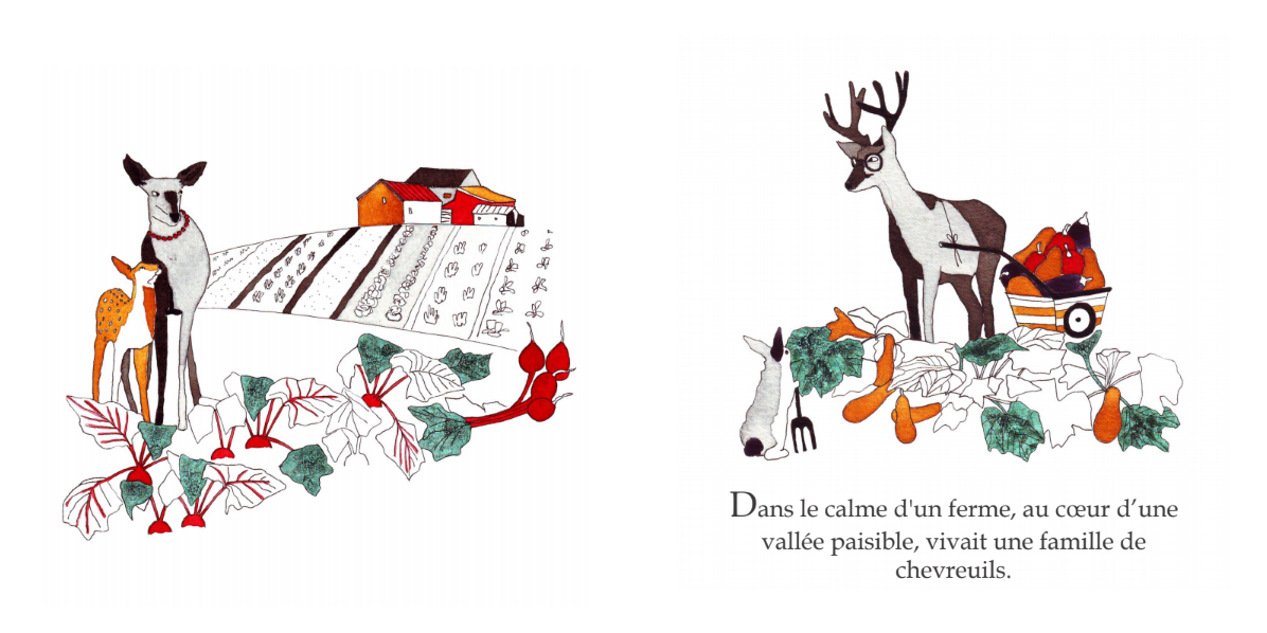 Dans le calme d'un ferme, au cœur d’une
vallée paisible, vivait une famille de
chevreuils.